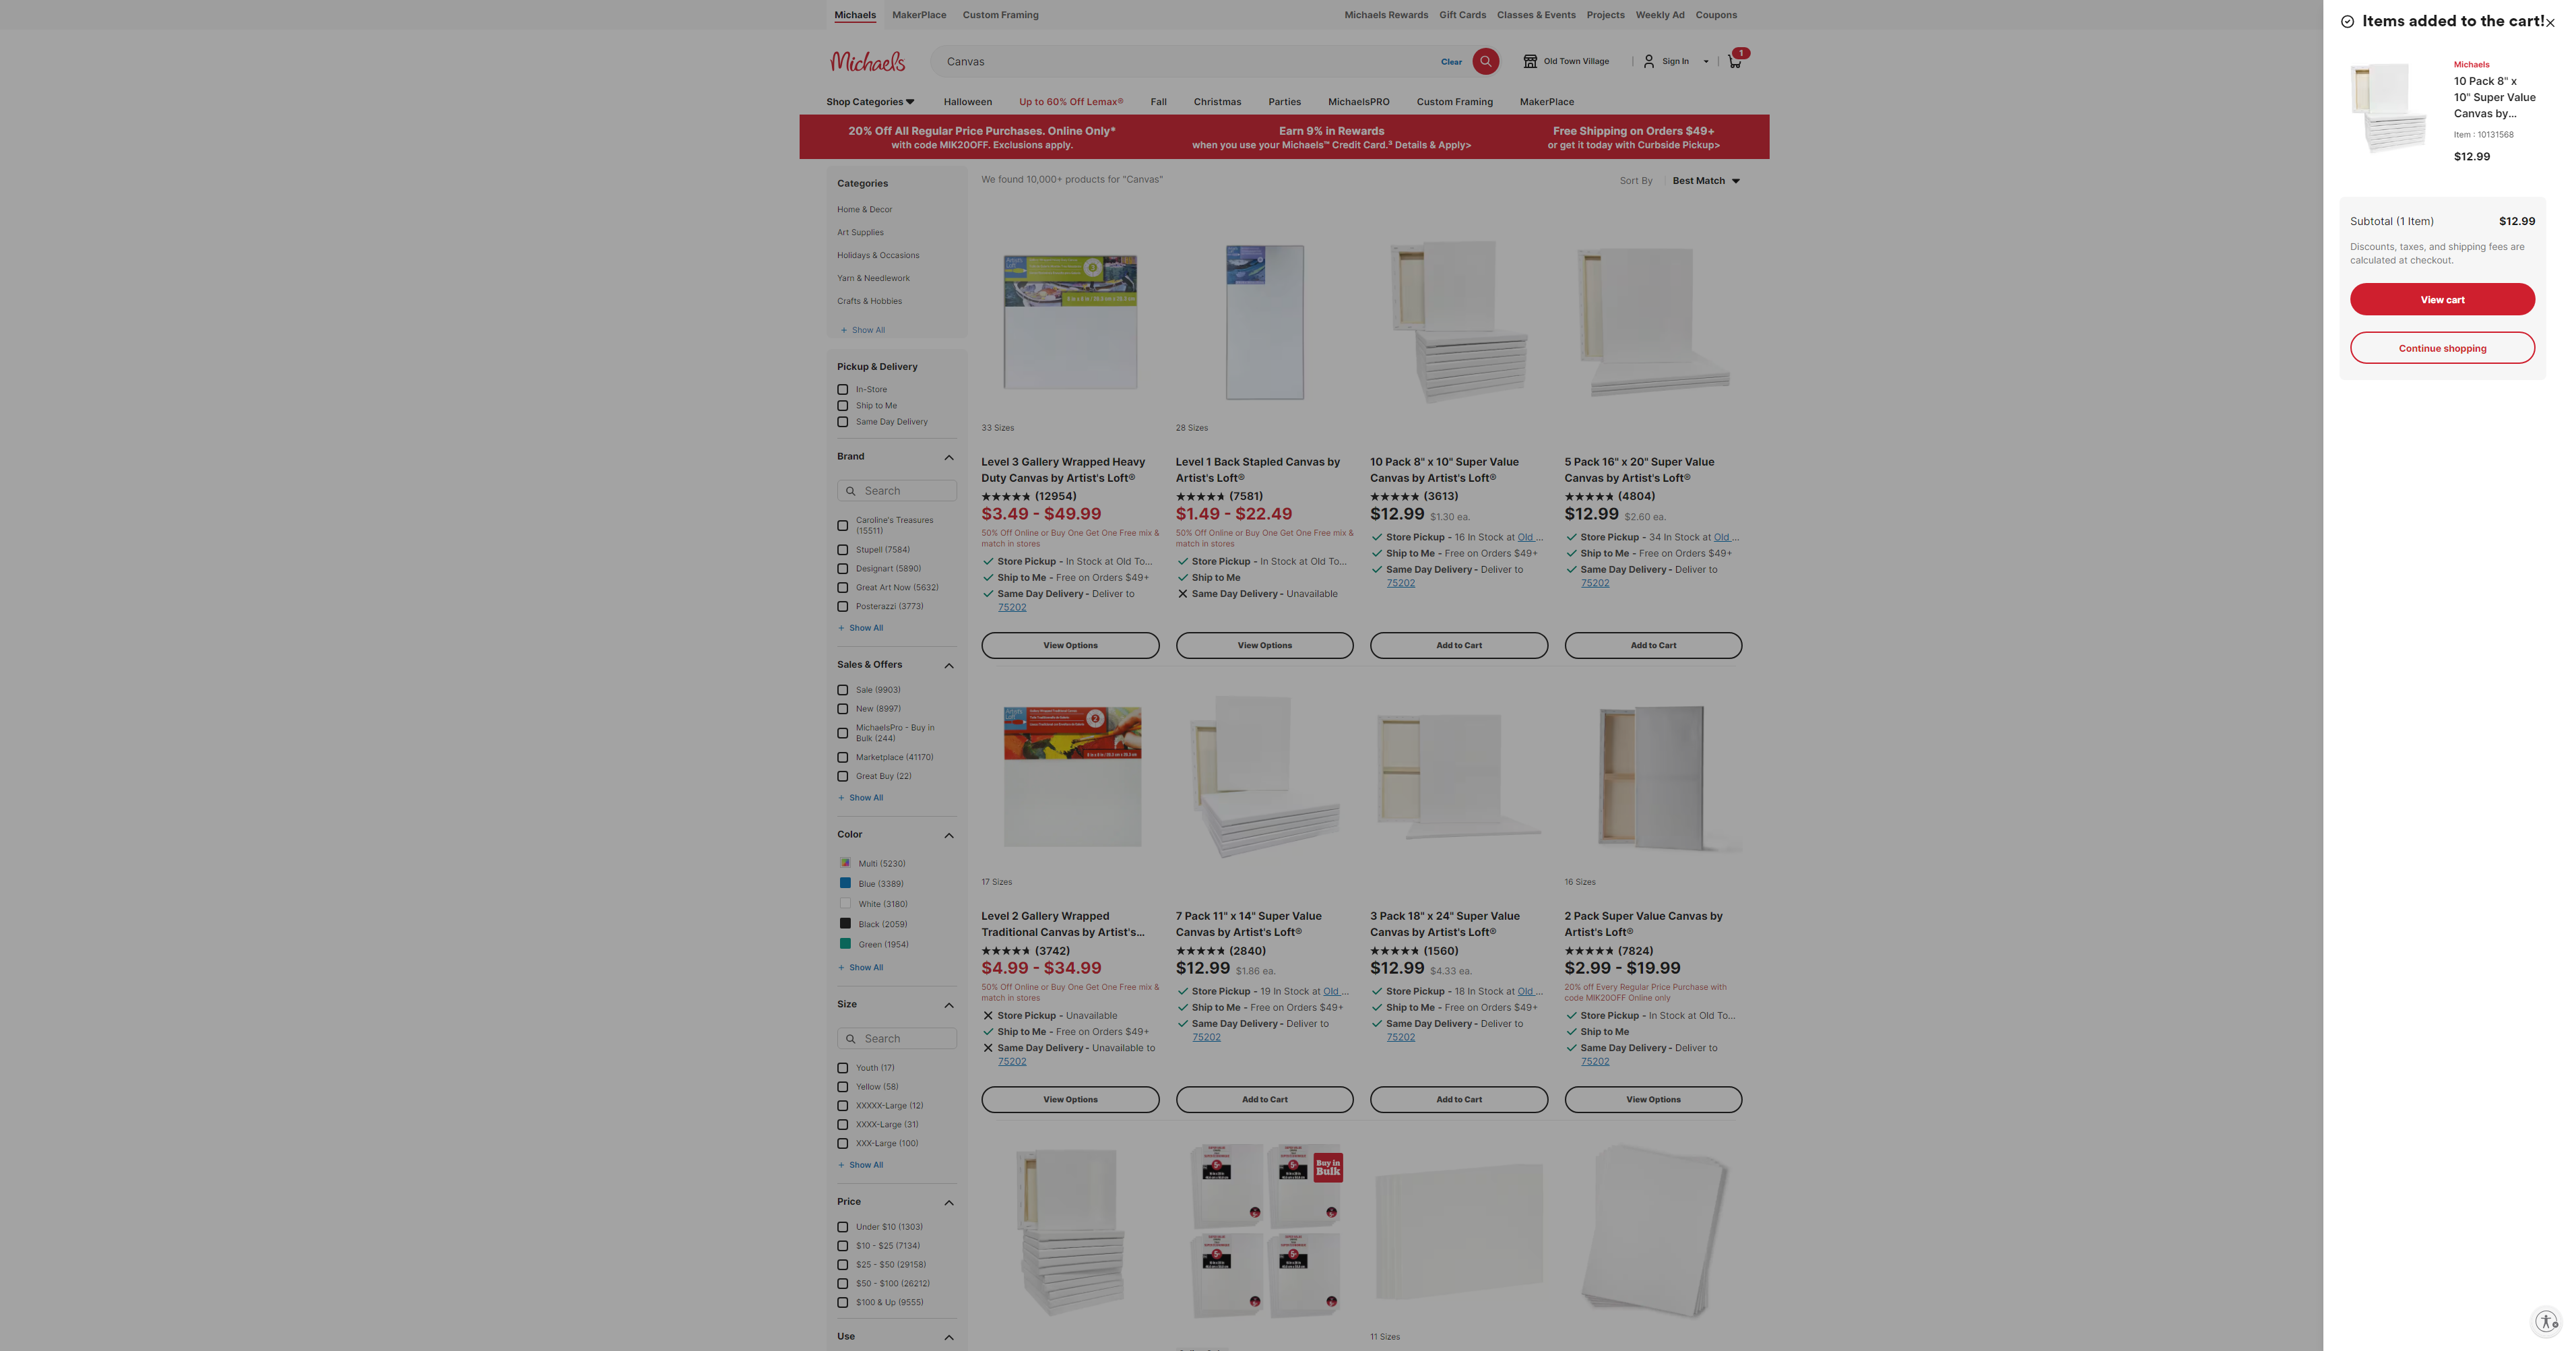 Michaels
MakerPlace
Custom Framing
Michaels Rewards
Gift Cards
Classes & Events
Projects
Weekly Ad
Coupons
Michaels
Canvas
Clear
Old Town Village
Sign In
1
Shop Categories
Halloween
Up to 60% Off Lemax®
Fall
Christmas
Parties
MichaelsPRO
Custom Framing
MakerPlace
20% Off All Regular Price Purchases. Online Only*
with code MIK20OFF. Exclusions apply.
Earn 9% in Rewards
when you use your Michaels™ Credit Card.³ Details & Apply>
Free Shipping on Orders $49+
or get it today with Curbside Pickup>
Categories
Home & Decor
Art Supplies
Holidays & Occasions
Yarn & Needlework
Crafts & Hobbies
+ Show All
Pickup & Delivery
In-Store
Ship to Me
Same Day Delivery
Brand
Search
Caroline's Treasures
(15511)
Stupell (7584)
Designart (5890)
Great Art Now (5632)
Posterazzi (3773)
+ Show All
Sales & Offers
Sale (9903)
New (8997)
MichaelsPro - Buy in
Bulk (244)
Marketplace (41170)
Great Buy (22)
+ Show All
Color
Multi (5230)
Blue (3389)
White (3180)
Black (2059)
Green (1954)
+ Show All
Size
Search
Youth (17)
Yellow (58)
XXXXX-Large (12)
XXXX-Large (31)
XXX-Large (100)
+ Show All
Price
Under $10 (1303)
$10 - $25 (7134)
$25 - $50 (29158)
$50 - $100 (26212)
$100 & Up (9555)
Use
We found 10,000+ products for "Canvas"
Sort By
Best Match
33 Sizes
Level 3 Gallery Wrapped Heavy
Duty Canvas by Artist's Loft®
(12954)
$3.49 - $49.99
50% Off Online or Buy One Get One Free mix &
match in stores
Store Pickup - In Stock at Old To...
Ship to Me - Free on Orders $49+
Same Day Delivery - Deliver to
75202
View Options
28 Sizes
Level 1 Back Stapled Canvas by
Artist's Loft®
(7581)
$1.49 - $22.49
50% Off Online or Buy One Get One Free mix &
match in stores
Store Pickup - In Stock at Old To...
Ship to Me
Same Day Delivery - Unavailable
View Options
10 Pack 8" x 10" Super Value
Canvas by Artist's Loft®
(3613)
$12.99 $1.30 ea.
Store Pickup - 16 In Stock at Old ...
Ship to Me - Free on Orders $49+
Same Day Delivery - Deliver to
75202
Add to Cart
5 Pack 16" x 20" Super Value
Canvas by Artist's Loft®
(4804)
$12.99 $2.60 ea.
Store Pickup - 34 In Stock at Old ...
Ship to Me - Free on Orders $49+
Same Day Delivery - Deliver to
75202
Add to Cart
17 Sizes
Level 2 Gallery Wrapped
Traditional Canvas by Artist's...
(3742)
$4.99 - $34.99
50% Off Online or Buy One Get One Free mix &
match in stores
Store Pickup - Unavailable
Ship to Me - Free on Orders $49+
Same Day Delivery - Unavailable to
75202
View Options
7 Pack 11" x 14" Super Value
Canvas by Artist's Loft®
(2840)
$12.99 $1.86 ea.
Store Pickup - 19 In Stock at Old ...
Ship to Me - Free on Orders $49+
Same Day Delivery - Deliver to
75202
Add to Cart
3 Pack 18" x 24" Super Value
Canvas by Artist's Loft®
(1560)
$12.99 $4.33 ea.
Store Pickup - 18 In Stock at Old ...
Ship to Me - Free on Orders $49+
Same Day Delivery - Deliver to
75202
Add to Cart
16 Sizes
2 Pack Super Value Canvas by
Artist's Loft®
(7824)
$2.99 - $19.99
20% off Every Regular Price Purchase with
code MIK20OFF Online only
Store Pickup - In Stock at Old To...
Ship to Me
Same Day Delivery - Deliver to
75202
View Options
Buy in
Bulk
11 Sizes
Items added to the cart!
Michaels
10 Pack 8" x
10" Super Value
Canvas by...
Item : 10131568
$12.99
Subtotal (1 Item)
$12.99
Discounts, taxes, and shipping fees are
calculated at checkout.
View cart
Continue shopping